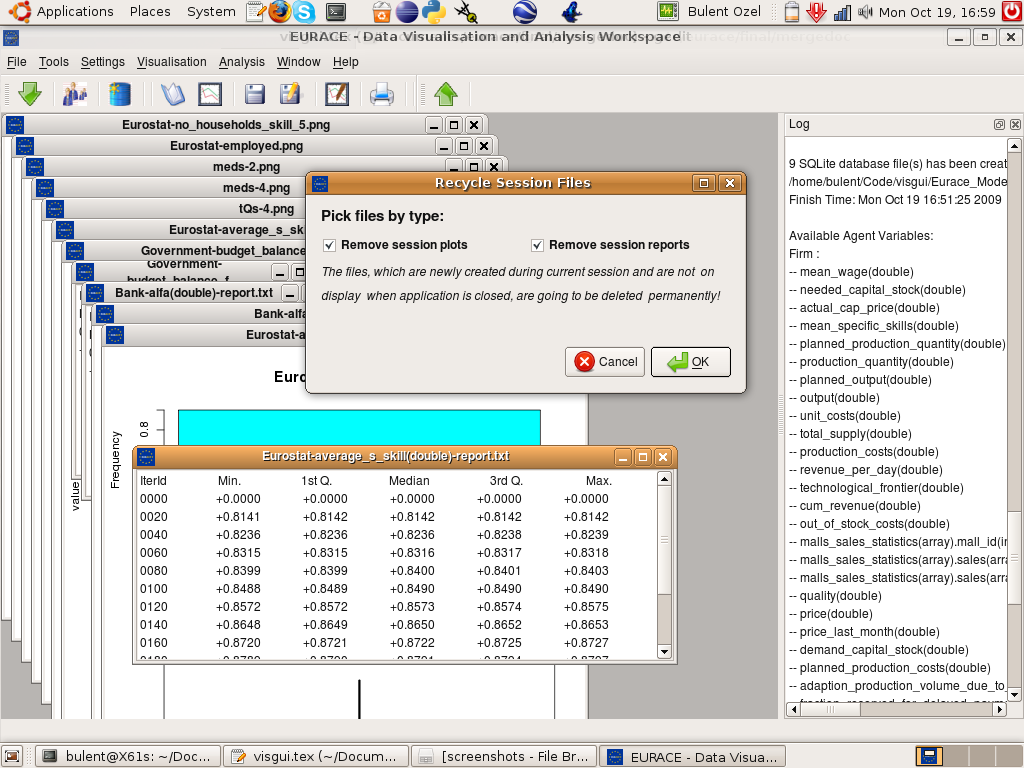 Applications Places System
Bulent Ozel
Mon Oct 19, 16:59
EURACE - Data Visualisation and Analysis Workspace
File Tools Settings Visualisation Analysis Window Help
Eurostat-no_households_skill_5.png
Eurostat-employed.png
meds-2.png
meds-4.png
tQs-4.png
Eurostat-average_s_sk
Government-budget_balance
Government-
budget_balance_f
Bank-alfa(double)-report.txt
Bank-alfa
Eurostat-a
Euro
Frequency
0.8
value
Recycle Session Files
Pick files by type:
Remove session plots
Remove session reports
The files, which are newly created during current session and are not on
display when application is closed, are going to be deleted permanently!
Cancel
OK
Eurostat-average_s_skill(double)-report.txt
IterId Min. 1st Q. Median 3rd Q. Max.
0000 +0.0000 +0.0000 +0.0000 +0.0000 +0.0000
0020 +0.8141 +0.8142 +0.8142 +0.8142 +0.8142
0040 +0.8236 +0.8236 +0.8236 +0.8238 +0.8239
0060 +0.8315 +0.8315 +0.8316 +0.8317 +0.8318
0080 +0.8399 +0.8399 +0.8400 +0.8401 +0.8403
0100 +0.8488 +0.8489 +0.8490 +0.8490 +0.8490
0120 +0.8572 +0.8572 +0.8573 +0.8574 +0.8575
0140 +0.8648 +0.8649 +0.8650 +0.8652 +0.8653
0160 +0.8720 +0.8721 +0.8722 +0.8725 +0.8727
Log
9 SQLite database file(s) has been creat
/home/bulent/Code/visgui/Eurace_Mode
Finish Time: Mon Oct 19 16:51:25 2009
Available Agent Variables:
Firm :
-- mean_wage(double)
-- needed_capital_stock(double)
-- actual_cap_price(double)
-- mean_specific_skills(double)
-- planned_production_quantity(double)
-- production_quantity(double)
-- planned_output(double)
-- output(double)
-- unit_costs(double)
-- total_supply(double)
-- production_costs(double)
-- revenue_per_day(double)
-- technological_frontier(double)
-- cum_revenue(double)
-- out_of_stock_costs(double)
-- malls_sales_statistics(array).mall_id(in
-- malls_sales_statistics(array).sales(arra
-- malls_sales_statistics(array).sales(arra
-- quality(double)
-- price(double)
-- price_last_month(double)
-- demand_capital_stock(double)
-- planned_production_costs(double)
-- adaption_production_volume_due_to_
bulent@X61s: ~/Doc...
visgui.tex (~/Docum...
[screenshots - File Br...
EURACE - Data Visua...